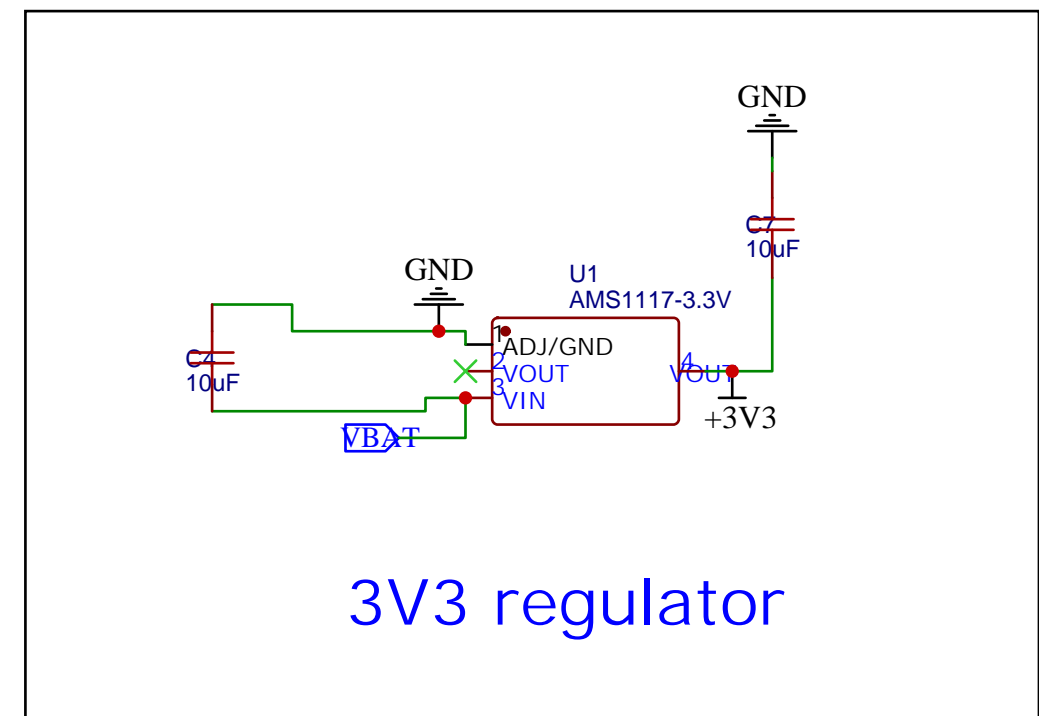 GND
C7
10uF
GND
U1
AMS1117-3.3V
C4
10uF
1
ADJ/GND
2
VOUT
3
VIN
4
VOUT
+3V3
VBAT
3V3 regulator